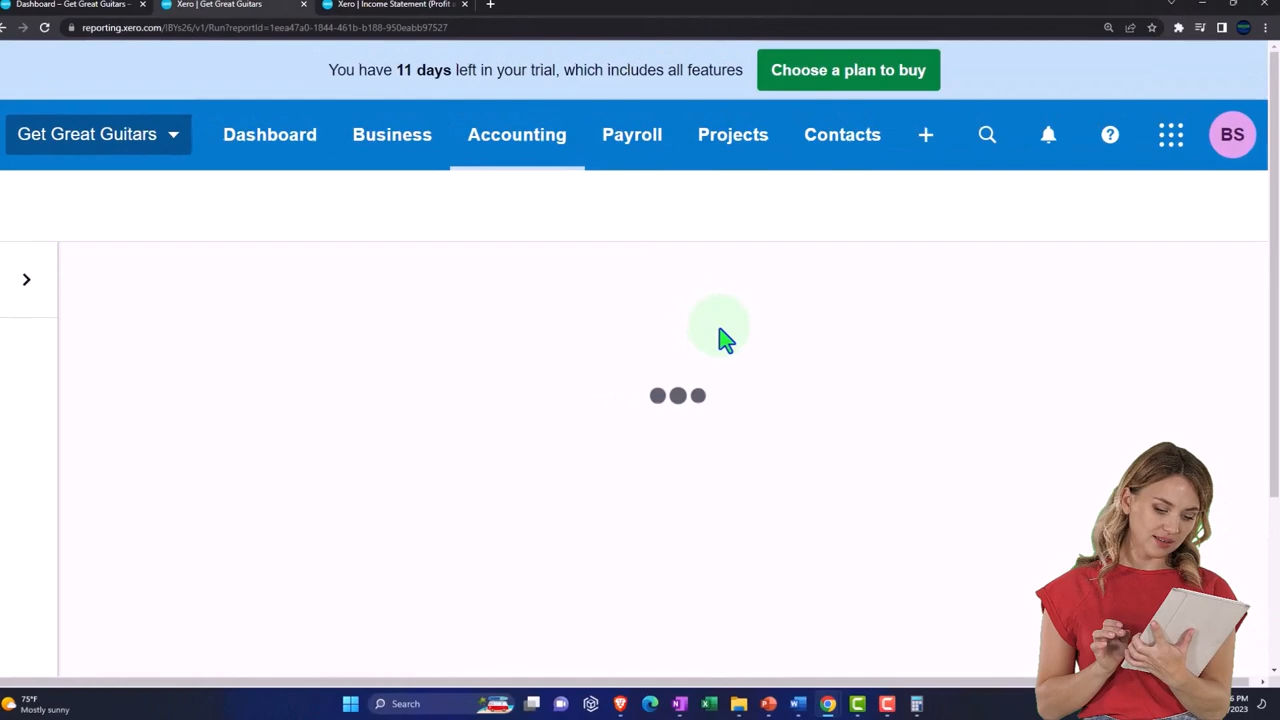 Dashboard – Get Great Guitars –
Xero | Get Great Guitars
Xero | Income Statement (Profit a
reporting.xero.com/!BYs26/v1/Run?reportId=1eea47a0-1844-461b-b188-950eabb97527
You have 11 days left in your trial, which includes all features
Choose a plan to buy
Get Great Guitars
Dashboard
Business
Accounting
Payroll
Projects
Contacts
BS
75°F
Mostly sunny
Search